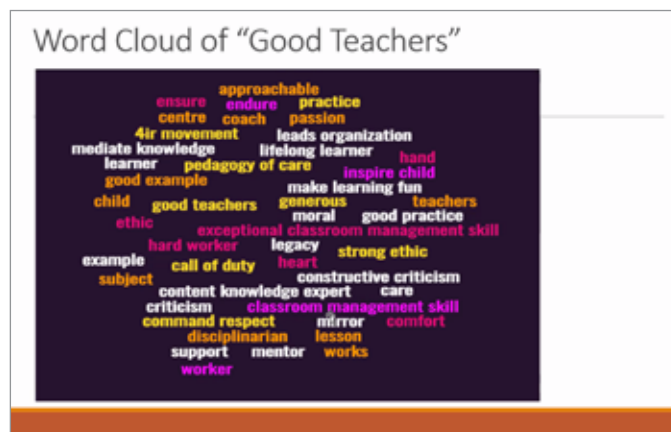 Word Cloud of “Good Teachers”
approachable
ensure endure practice
centre coach passion
4ir movement leads organization
mediate knowledge lifelong learner
learner pedagogy of care hand
good example inspire child
make learning fun
child good teachers generous teachers
ethic moral good practice
exceptional classroom management skill
hard worker legacy strong ethic
example call of duty heart
subject constructive criticism
content knowledge expert care
criticism classroom management skill
command respect mirror comfort
disciplinarian lesson
support mentor works
worker